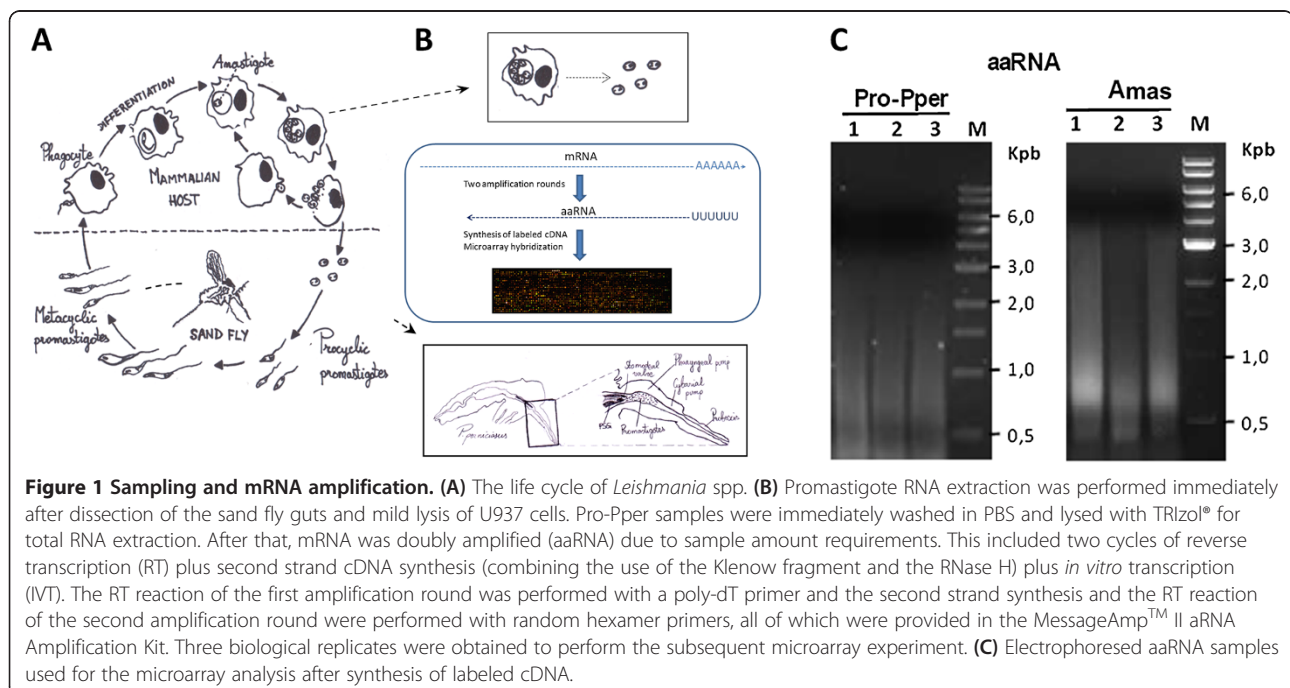 A
Amastigote
DIFFERENTIATION
Phagocyte
MAMMALIAN
HOST
Metacyclic
promastigotes
SAND FLY
Procyclic
promastigotes
B
mRNA
AAAAAA
Two amplification rounds
aaRNA
UUUUUU
Synthesis of labeled cDNA
Microarray hybridization
Stomodeal valve
Pharyngeal pump
Cybarial pump
Proboscis
PSG
Promastigotes
P. perniciosus
C
aaRNA
Pro-Pper
1 2 3 M
Kpb
6,0
3,0
2,0
1,0
0,5
Amas
1 2 3 M
Kpb
6,0
3,0
2,0
1,0
0,5
Figure 1 Sampling and mRNA amplification. (A) The life cycle of Leishmania spp. (B) Promastigote RNA extraction was performed immediately
after dissection of the sand fly guts and mild lysis of U937 cells. Pro-Pper samples were immediately washed in PBS and lysed with TRIzol® for
total RNA extraction. After that, mRNA was doubly amplified (aaRNA) due to sample amount requirements. This included two cycles of reverse
transcription (RT) plus second strand cDNA synthesis (combining the use of the Klenow fragment and the RNase H) plus in vitro transcription
(IVT). The RT reaction of the first amplification round was performed with a poly-dT primer and the second strand synthesis and the RT reaction
of the second amplification round were performed with random hexamer primers, all of which were provided in the MessageAmp™ II aRNA
Amplification Kit. Three biological replicates were obtained to perform the subsequent microarray experiment. (C) Electrophoresed aaRNA samples
used for the microarray analysis after synthesis of labeled cDNA.